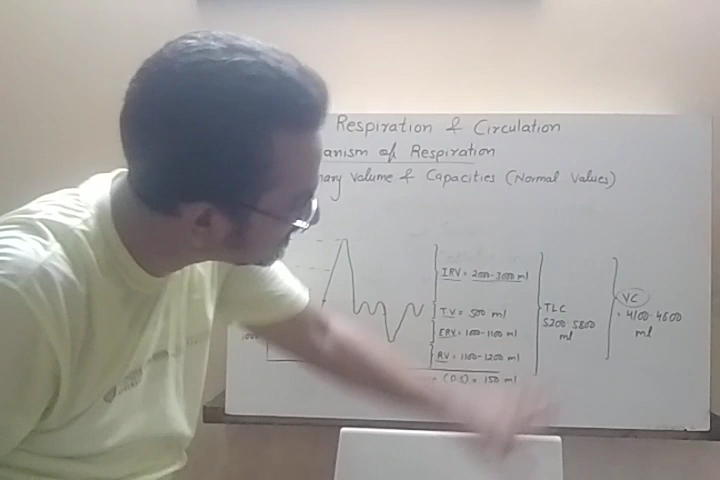 Respiration & Circulation
anism of Respiration
nary Volume & Capacities (Normal Values)
IRV = 2000-3000 ml
T.V = 500 ml
ERV = 1000-1100 ml
RV = 1100-1200 ml
(D.S) = 150 ml
TLC
5200-5800
ml
VC
= 4100-4600
ml